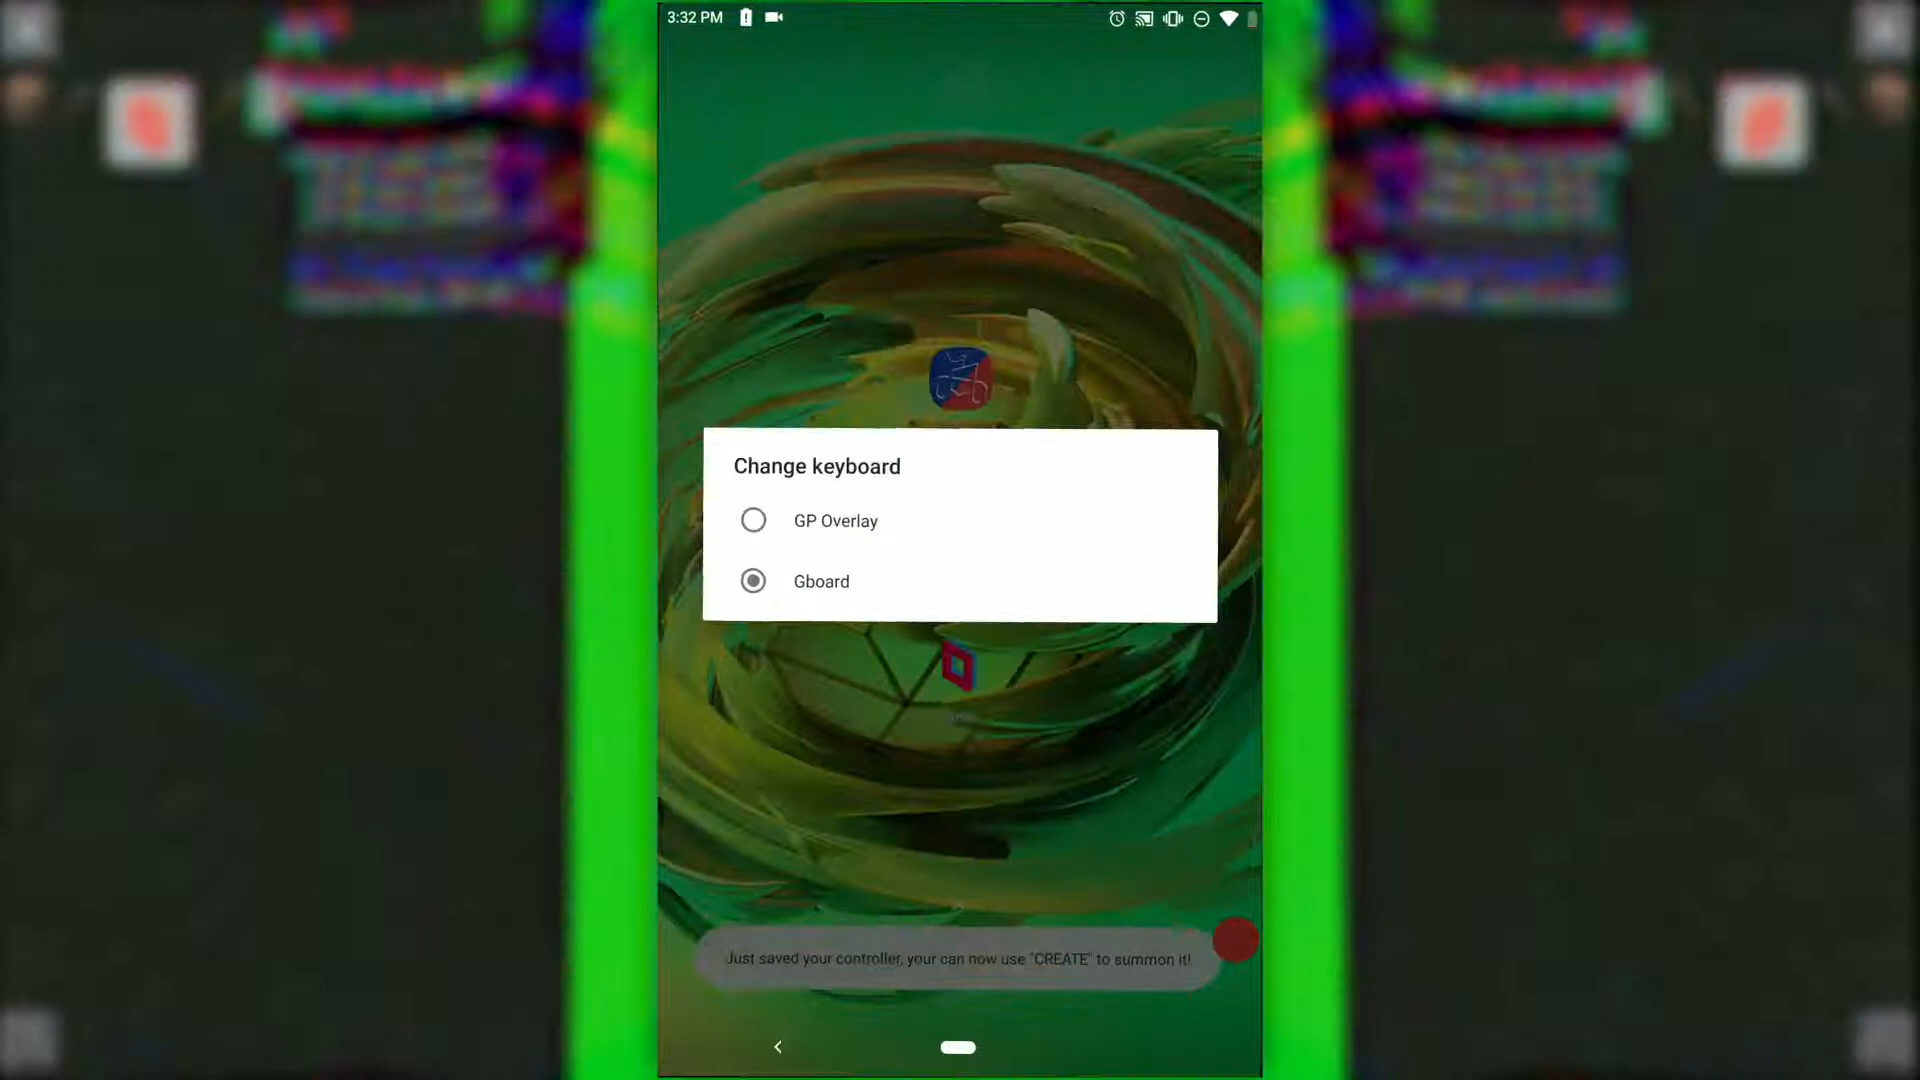 3:32 PM
Change keyboard
GP Overlay
Gboard
Just saved your controller, your can now use "CREATE" to summon it!